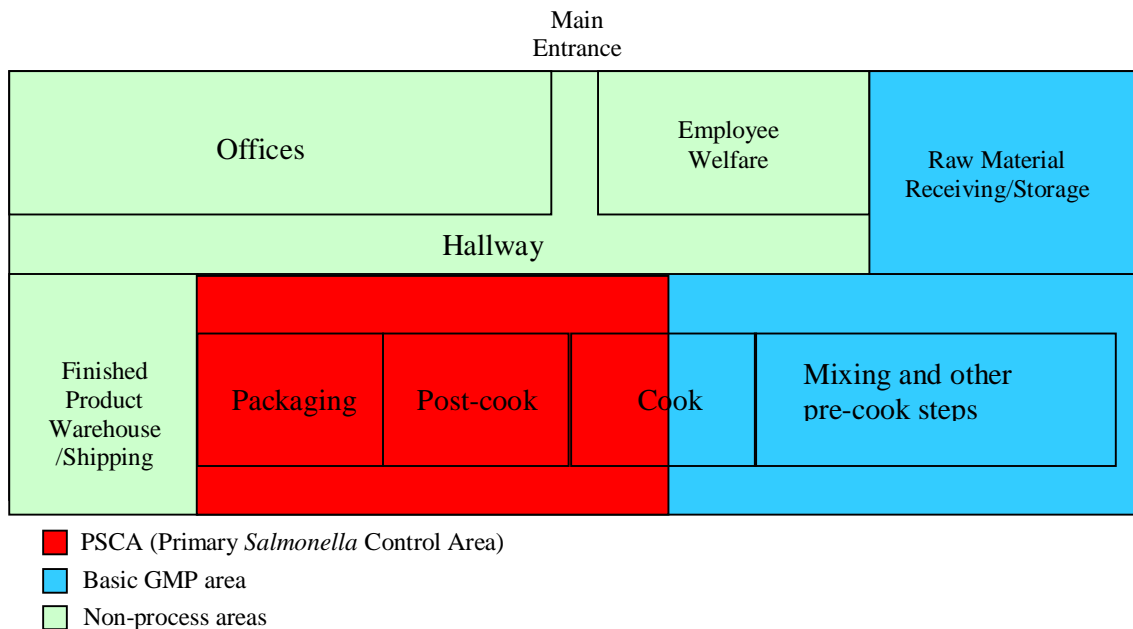 Main
Entrance
Offices
Employee
Welfare
Raw Material
Receiving/Storage
Hallway
Finished
Product
Warehouse
/Shipping
Packaging
Post-cook
Cook
Mixing and other
pre-cook steps
PSCA (Primary Salmonella Control Area)
Basic GMP area
Non-process areas